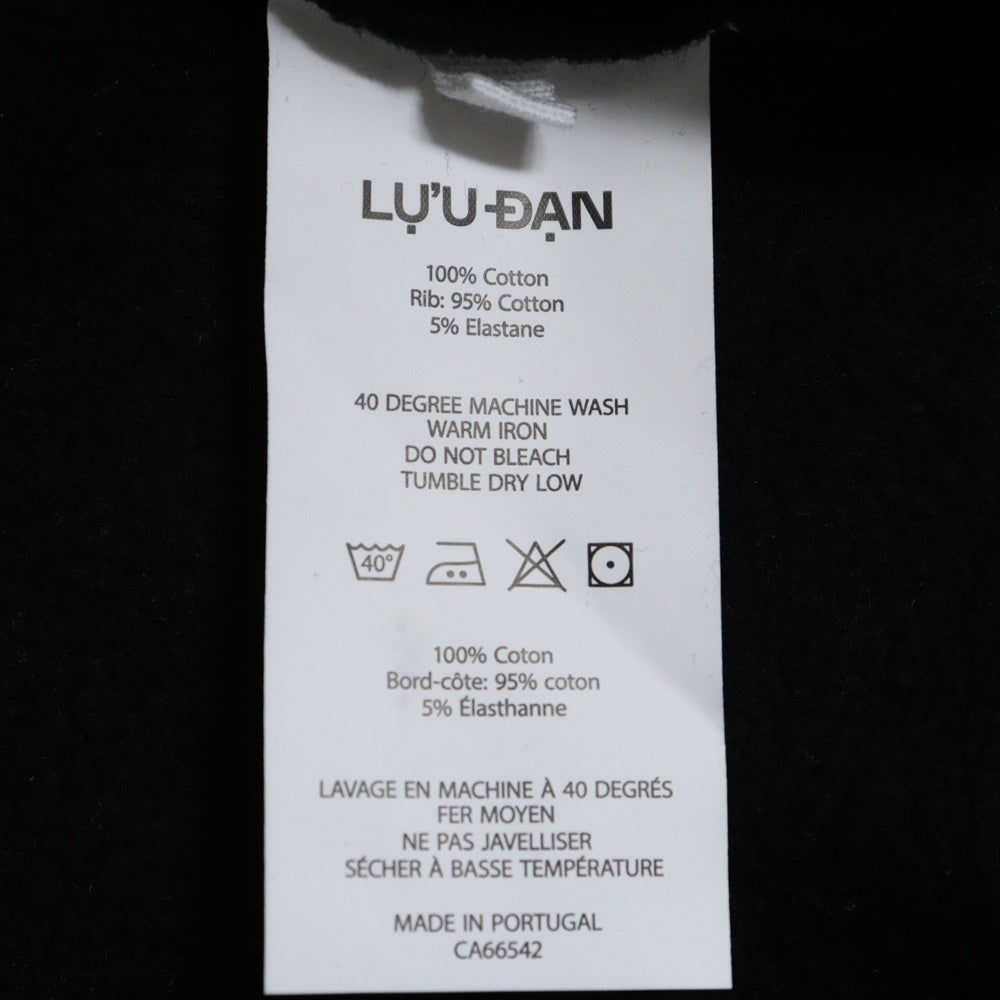 LỰU-ĐẠN
100% Cotton
Rib: 95% Cotton
5% Elastane
40 DEGREE MACHINE WASH
WARM IRON
DO NOT BLEACH
TUMBLE DRY LOW
40°
100% Coton
Bord-côte: 95% coton
5% Élasthanne
LAVAGE EN MACHINE À 40 DEGRÉS
FER MOYEN
NE PAS JAVELLISER
SÉCHER À BASSE TEMPÉRATURE
MADE IN PORTUGAL
CA66542